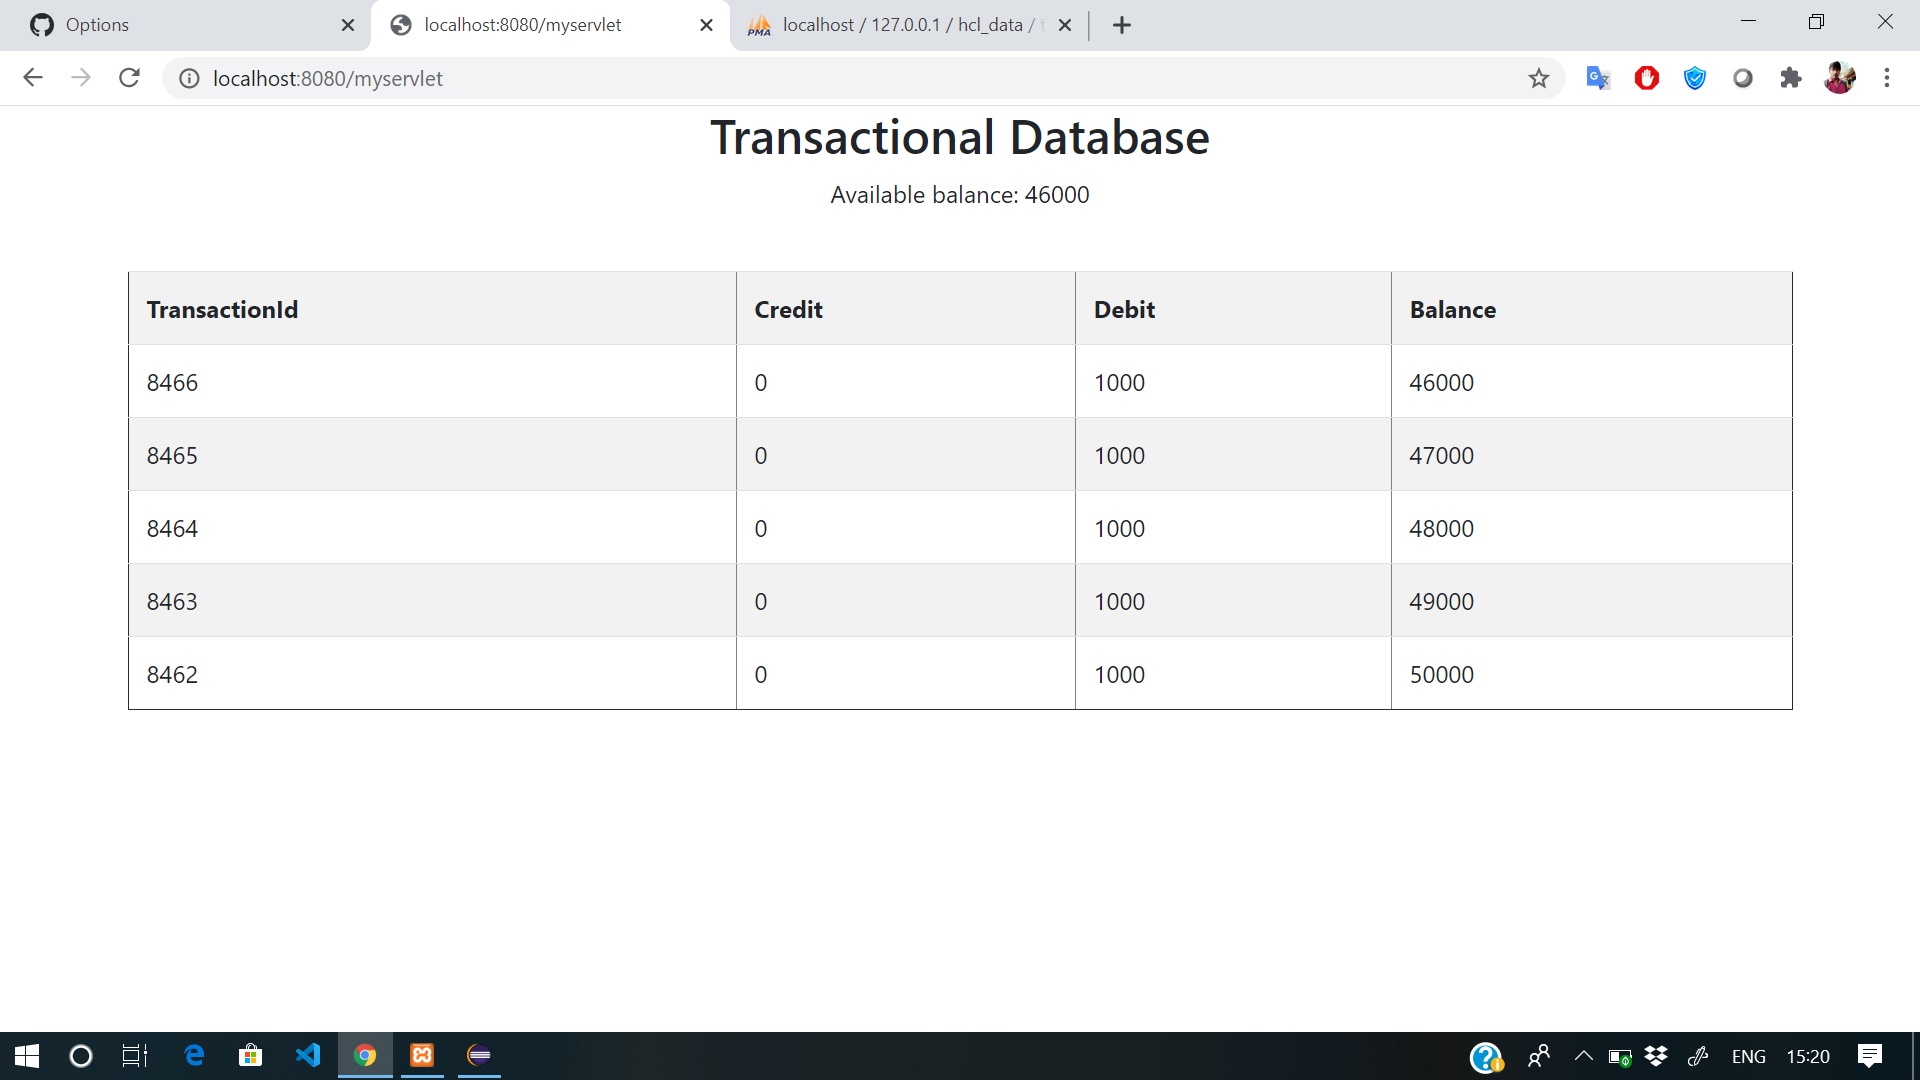 Options
localhost:8080/myservlet
localhost / 127.0.0.1 / hcl_data / t
localhost:8080/myservlet
Transactional Database
Available balance: 46000
TransactionId Credit Debit Balance
8466 0 1000 46000
8465 0 1000 47000
8464 0 1000 48000
8463 0 1000 49000
8462 0 1000 50000
ENG 15:20